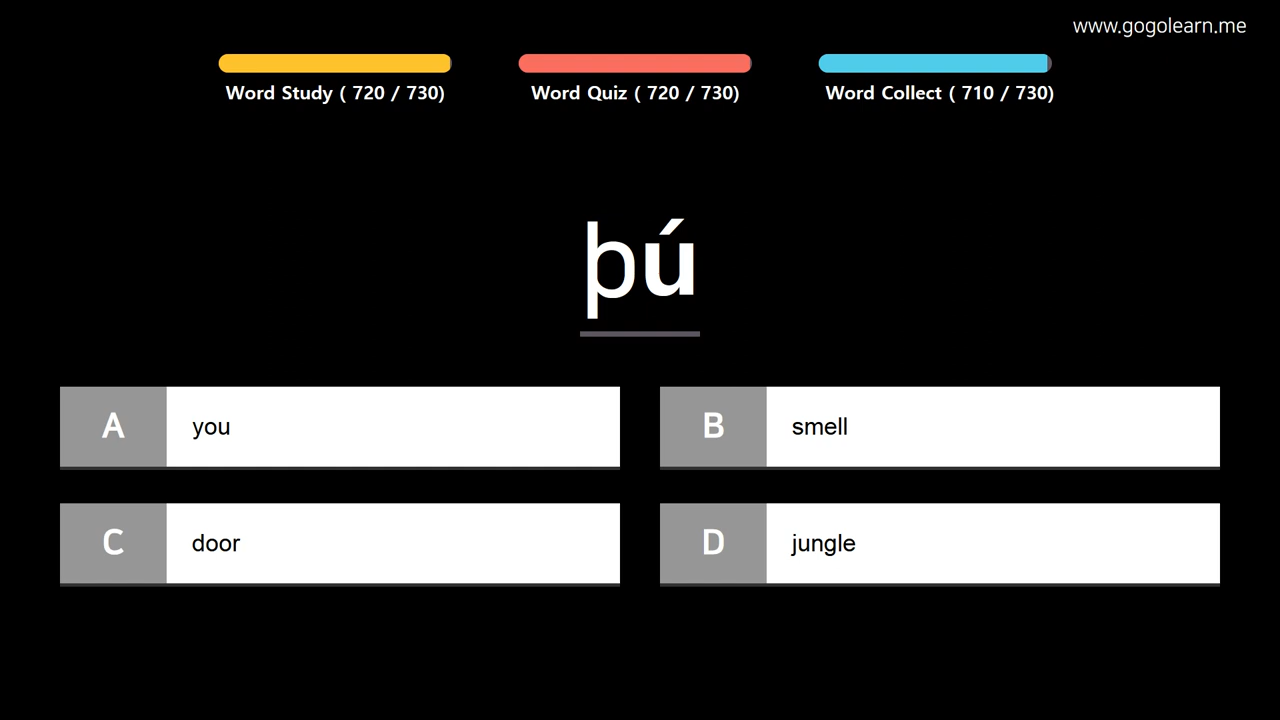 www.gogolearn.me
Word Study ( 720 / 730)
Word Quiz ( 720 / 730)
Word Collect ( 710 / 730)
þú
A you
B smell
C door
D jungle